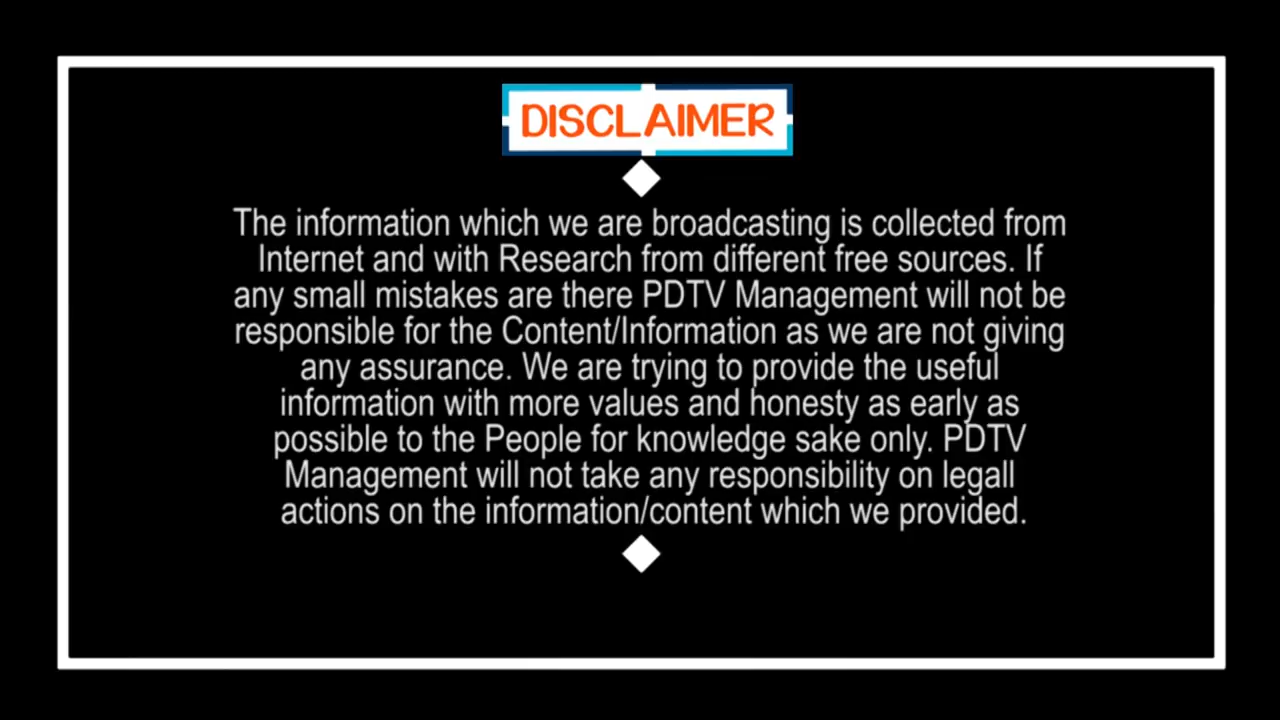 DISCLAIMER
The information which we are broadcasting is collected from
Internet and with Research from different free sources. If
any small mistakes are there PDTV Management will not be
responsible for the Content/Information as we are not giving
any assurance. We are trying to provide the useful
information with more values and honesty as early as
possible to the People for knowledge sake only. PDTV
Management will not take any responsibility on legall
actions on the information/content which we provided.